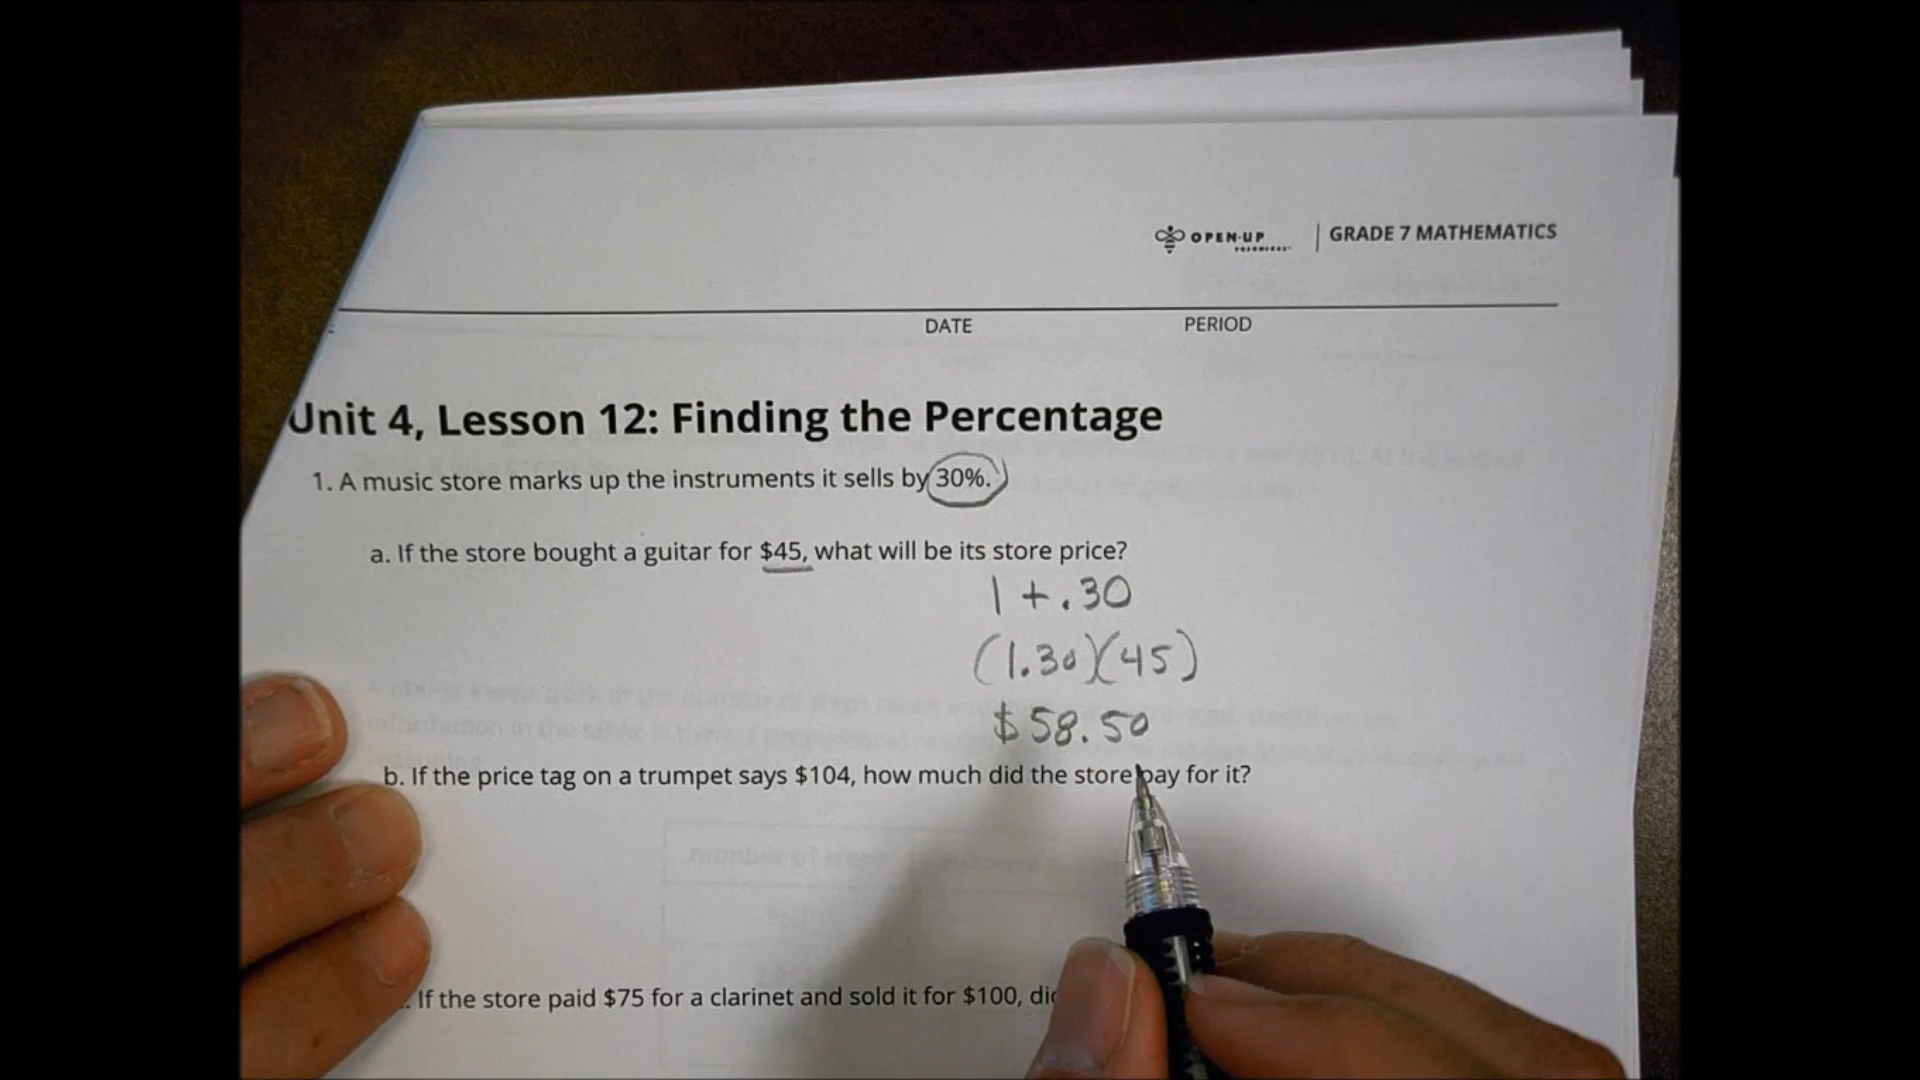 OPEN-UP
RESOURCES
GRADE 7 MATHEMATICS
DATE
PERIOD
Unit 4, Lesson 12: Finding the Percentage
1. A music store marks up the instruments it sells by 30%.
a. If the store bought a guitar for $45, what will be its store price?
1 + .30
(1.30)(45)
$58.50
b. If the price tag on a trumpet says $104, how much did the store pay for it?
If the store paid $75 for a clarinet and sold it for $100,